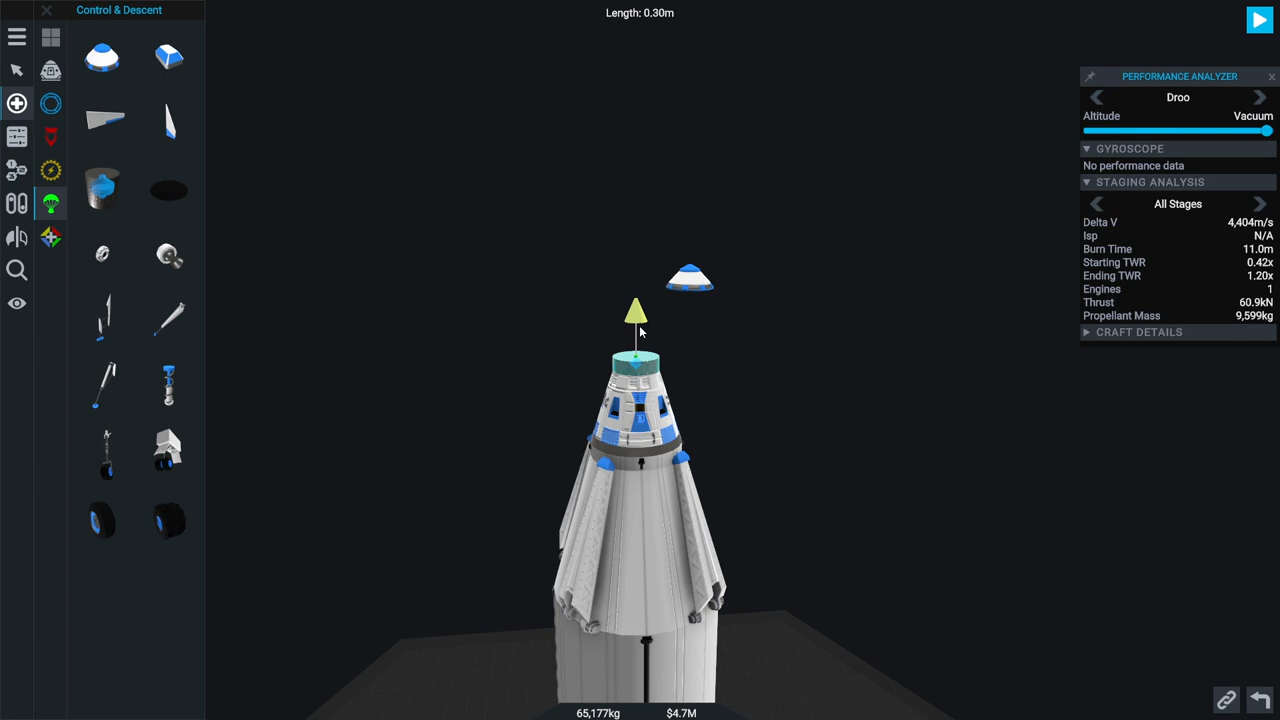 Control & Descent
Length: 0.30m
PERFORMANCE ANALYZER
Droo
Altitude Vacuum
GYROSCOPE
No performance data
STAGING ANALYSIS
All Stages
Delta V 4,404m/s
Isp N/A
Burn Time 11.0m
Starting TWR 0.42x
Ending TWR 1.20x
Engines 1
Thrust 60.9kN
Propellant Mass 9,599kg
CRAFT DETAILS
65,177kg $4.7M